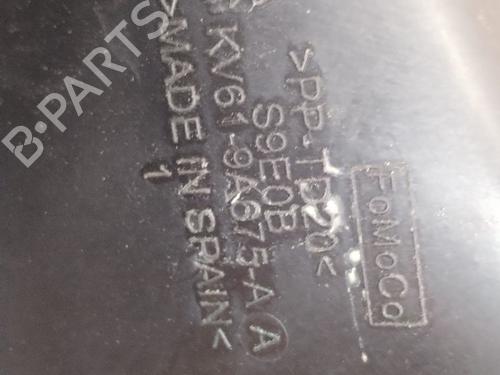 B-PARTS
>PP-TD20<
FoMoCo
S9E0B
KV61-9A675-A A
>MADE IN SPAIN<
1